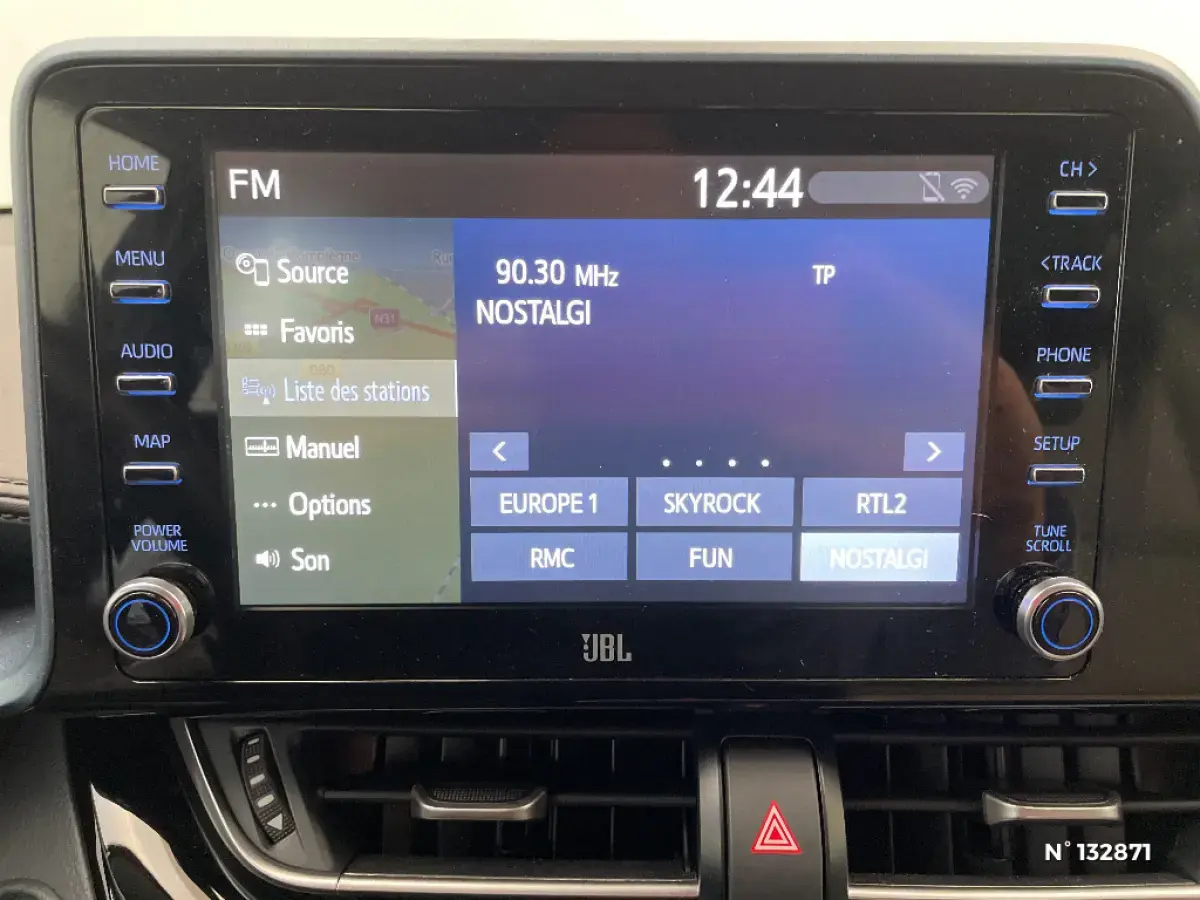 HOME
MENU
AUDIO
MAP
POWER
VOLUME
FM
12:44
Source
Favoris
Liste des stations
Manuel
Options
Son
N31
90.30 MHz
TP
NOSTALGI
<
>
EUROPE 1
SKYROCK
RTL2
RMC
FUN
NOSTALGI
CH >
<TRACK
PHONE
SETUP
TUNE
SCROLL
JBL
N° 132871